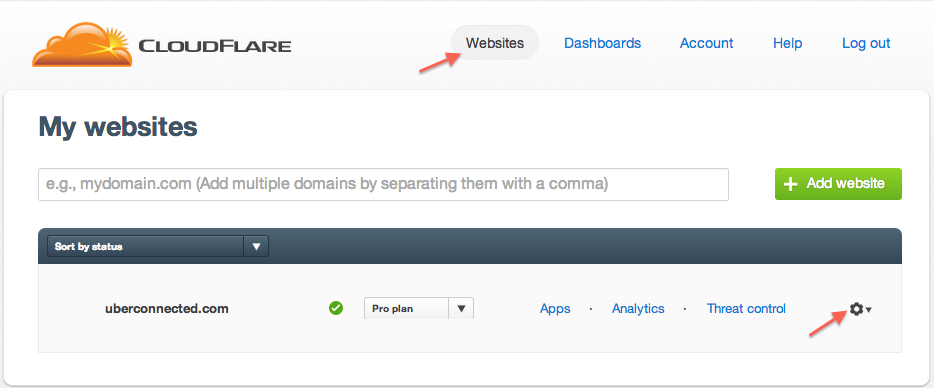 CLOUDFLARE
Websites
Dashboards
Account
Help
Log out
My websites
e.g., mydomain.com (Add multiple domains by separating them with a comma)
+ Add website
Sort by status
uberconnected.com
Pro plan
Apps · Analytics · Threat control